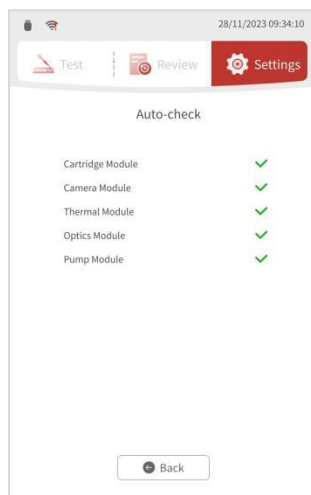 28/11/2023 09:34:10
Test Review Settings
Auto-check
Cartridge Module
Camera Module
Thermal Module
Optics Module
Pump Module
Back